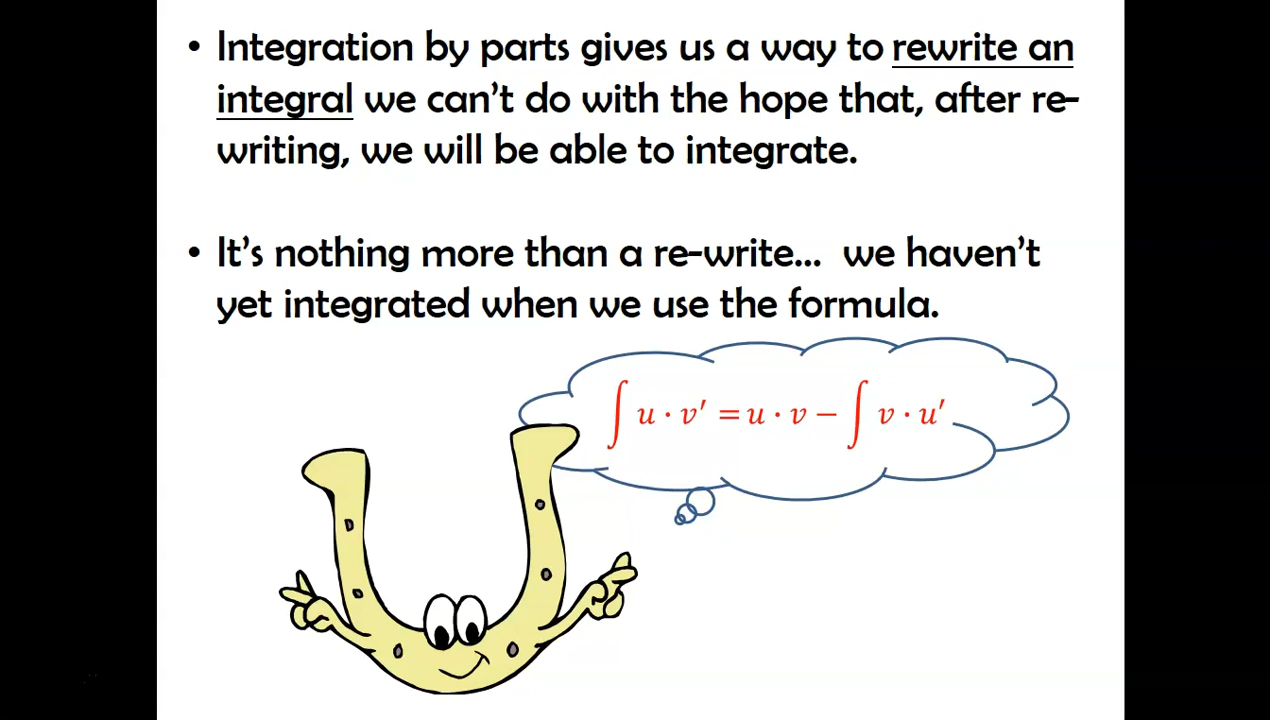 • Integration by parts gives us a way to rewrite an
integral we can't do with the hope that, after re-
writing, we will be able to integrate.
• It's nothing more than a re-write... we haven't
yet integrated when we use the formula.
∫ u · v′ = u · v − ∫ v · u′